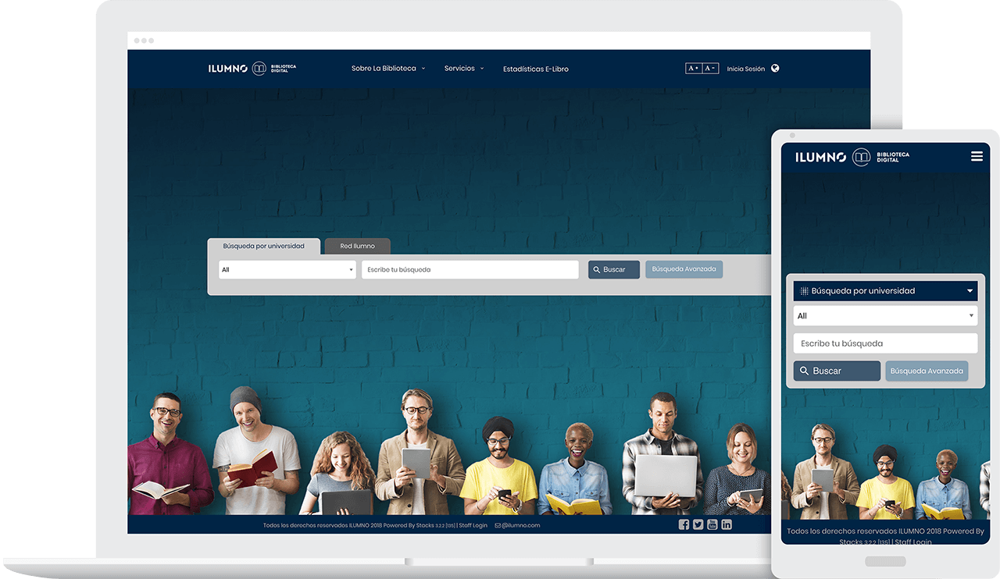 ILUMNO BIBLIOTECA DIGITAL Sobre La Biblioteca Servicios Estadísticas E-Libro A+ A- Inicia Sesión
Búsqueda por universidad Red Ilumno
All Escribe tu búsqueda Buscar Búsqueda Avanzada
Todos los derechos reservados ILUMNO 2018 Powered By Stacks 3.2.2 [135] | Staff Login @ilumno.com
ILUMNO BIBLIOTECA DIGITAL
Búsqueda por universidad
All
Escribe tu búsqueda
Buscar Búsqueda Avanzada
Todos los derechos reservados ILUMNO 2018 Powered By
Stacks 3.2.2 [135] | Staff Login